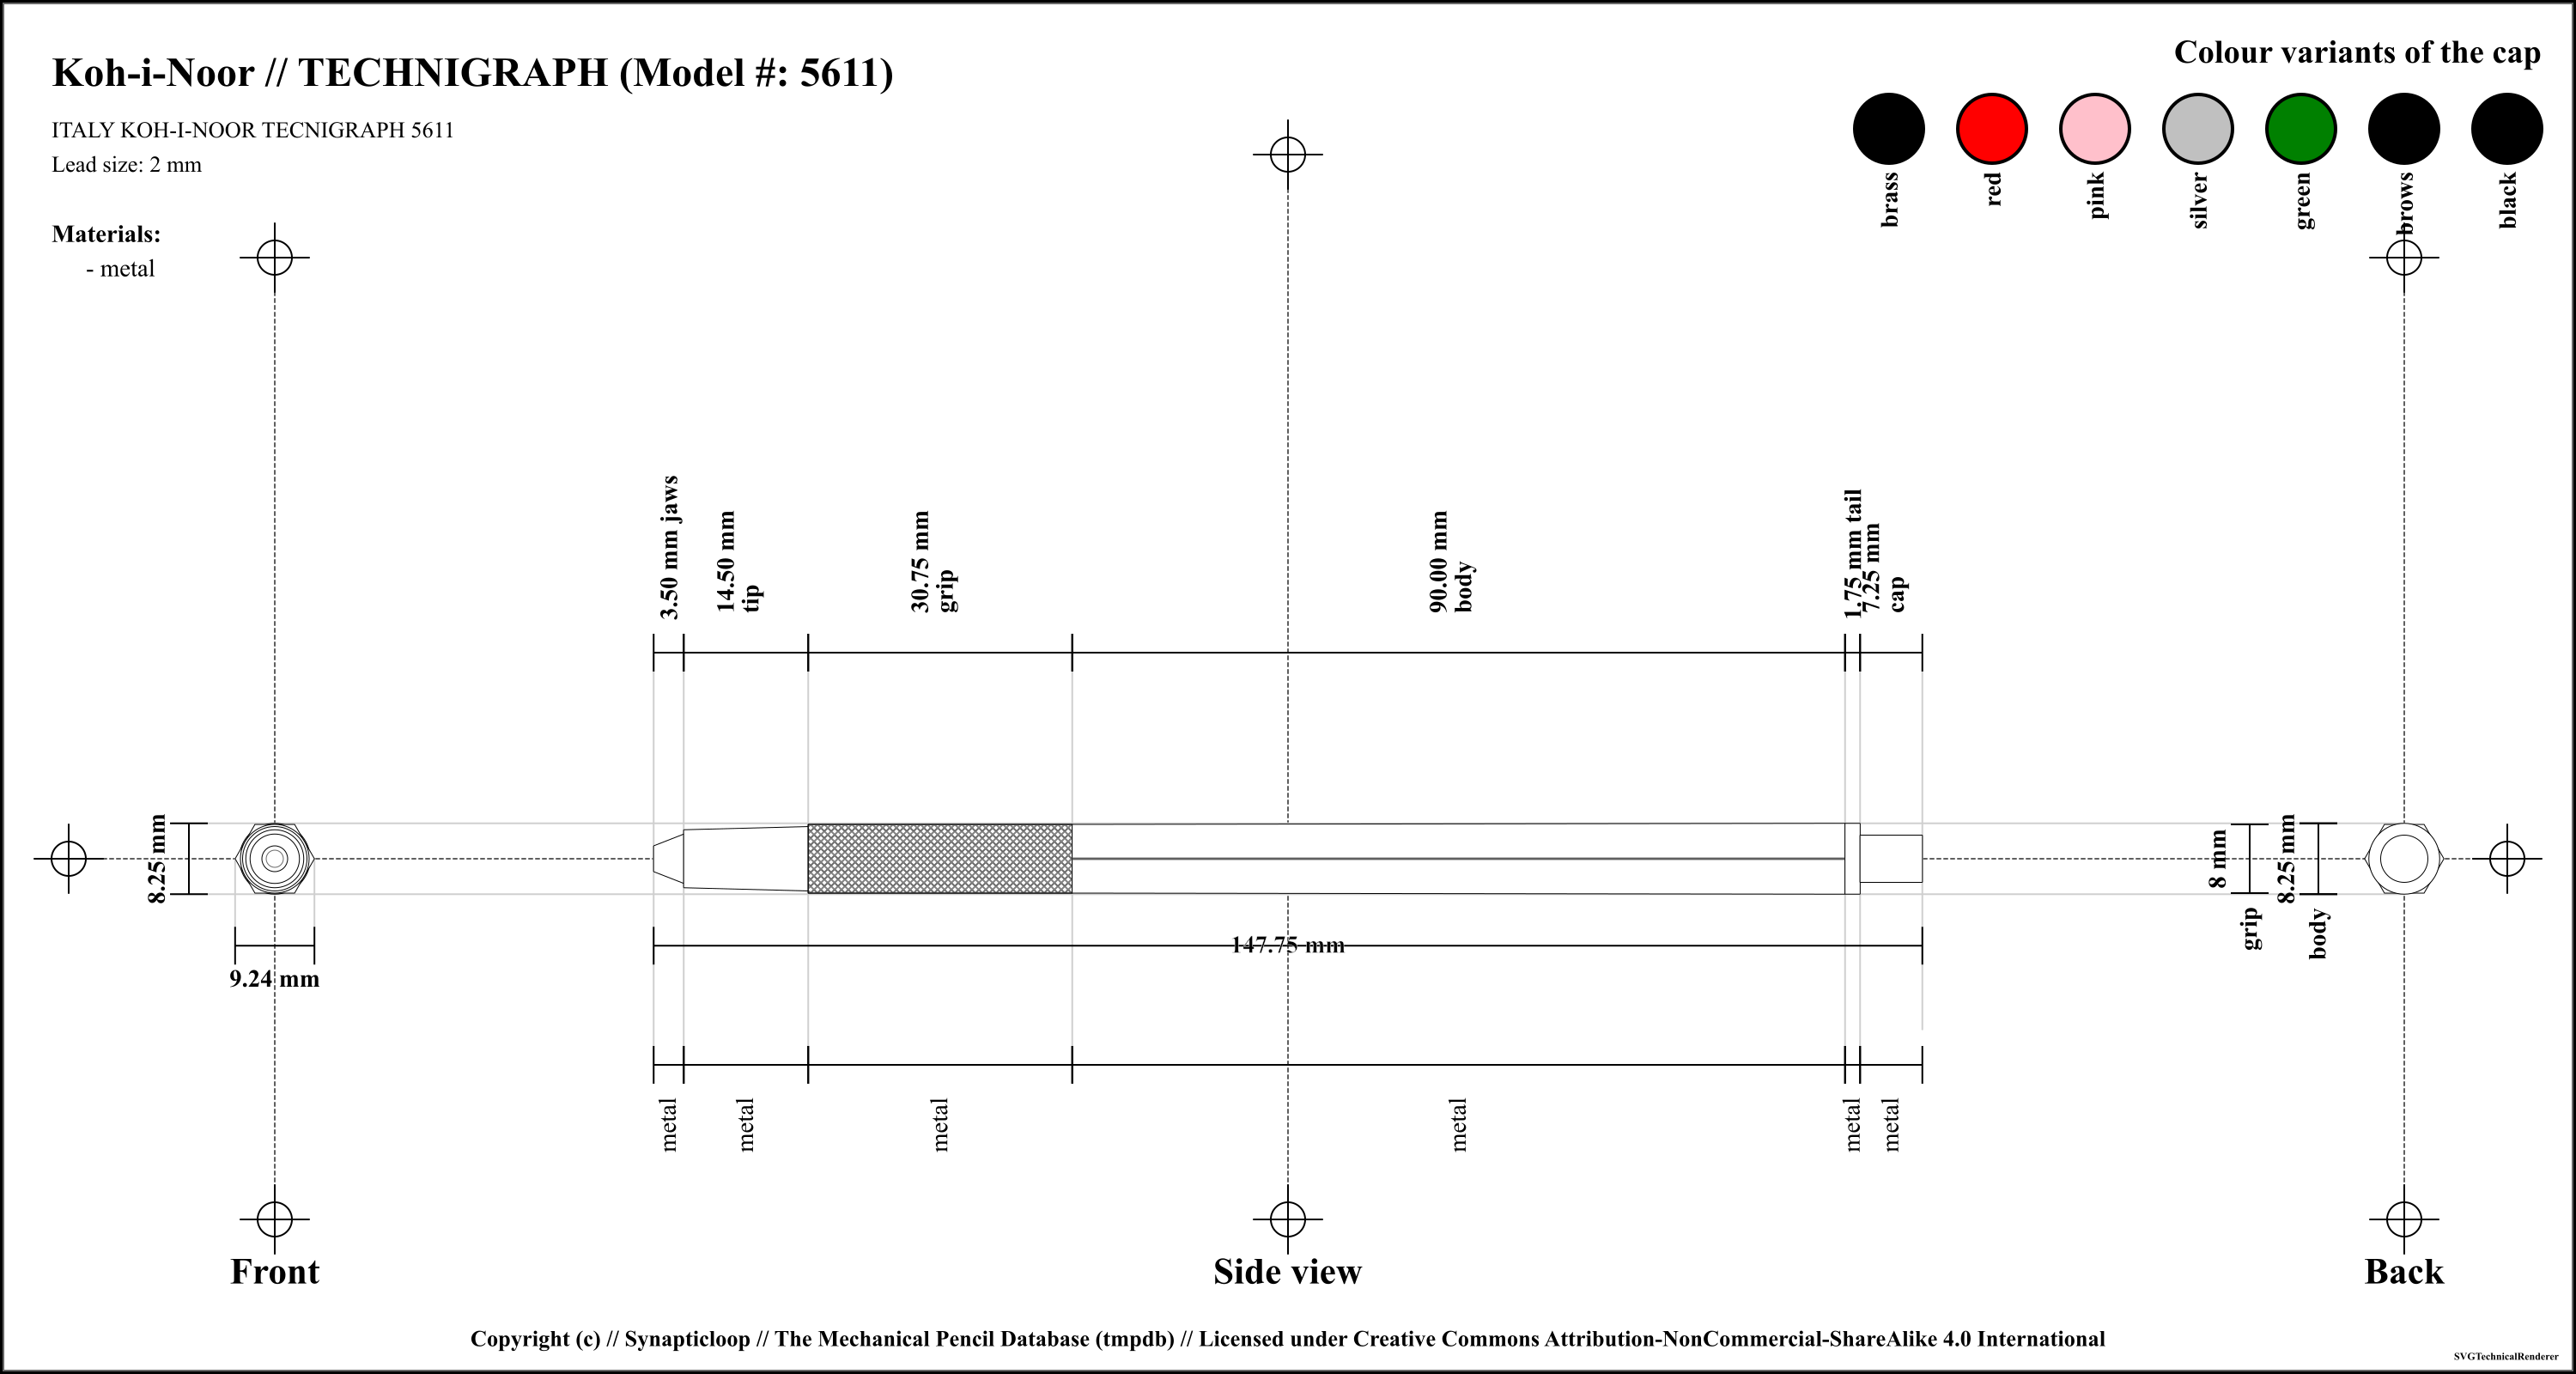 Koh-i-Noor // TECHNIGRAPH (Model #: 5611)
ITALY KOH-I-NOOR TECNIGRAPH 5611
Lead size: 2 mm
Materials:
- metal
Colour variants of the cap
brass
red
pink
silver
green
brows
black
3.50 mm jaws
14.50 mm
tip
30.75 mm
grip
90.00 mm
body
1.75 mm tail
7.25 mm
cap
8.25 mm
9.24 mm
147.75 mm
8 mm
grip
8.25 mm
body
metal
metal
metal
metal
metal
metal
Front
Side view
Back
Copyright (c) // Synapticloop // The Mechanical Pencil Database (tmpdb) // Licensed under Creative Commons Attribution-NonCommercial-ShareAlike 4.0 International
SVGTechnicalRenderer